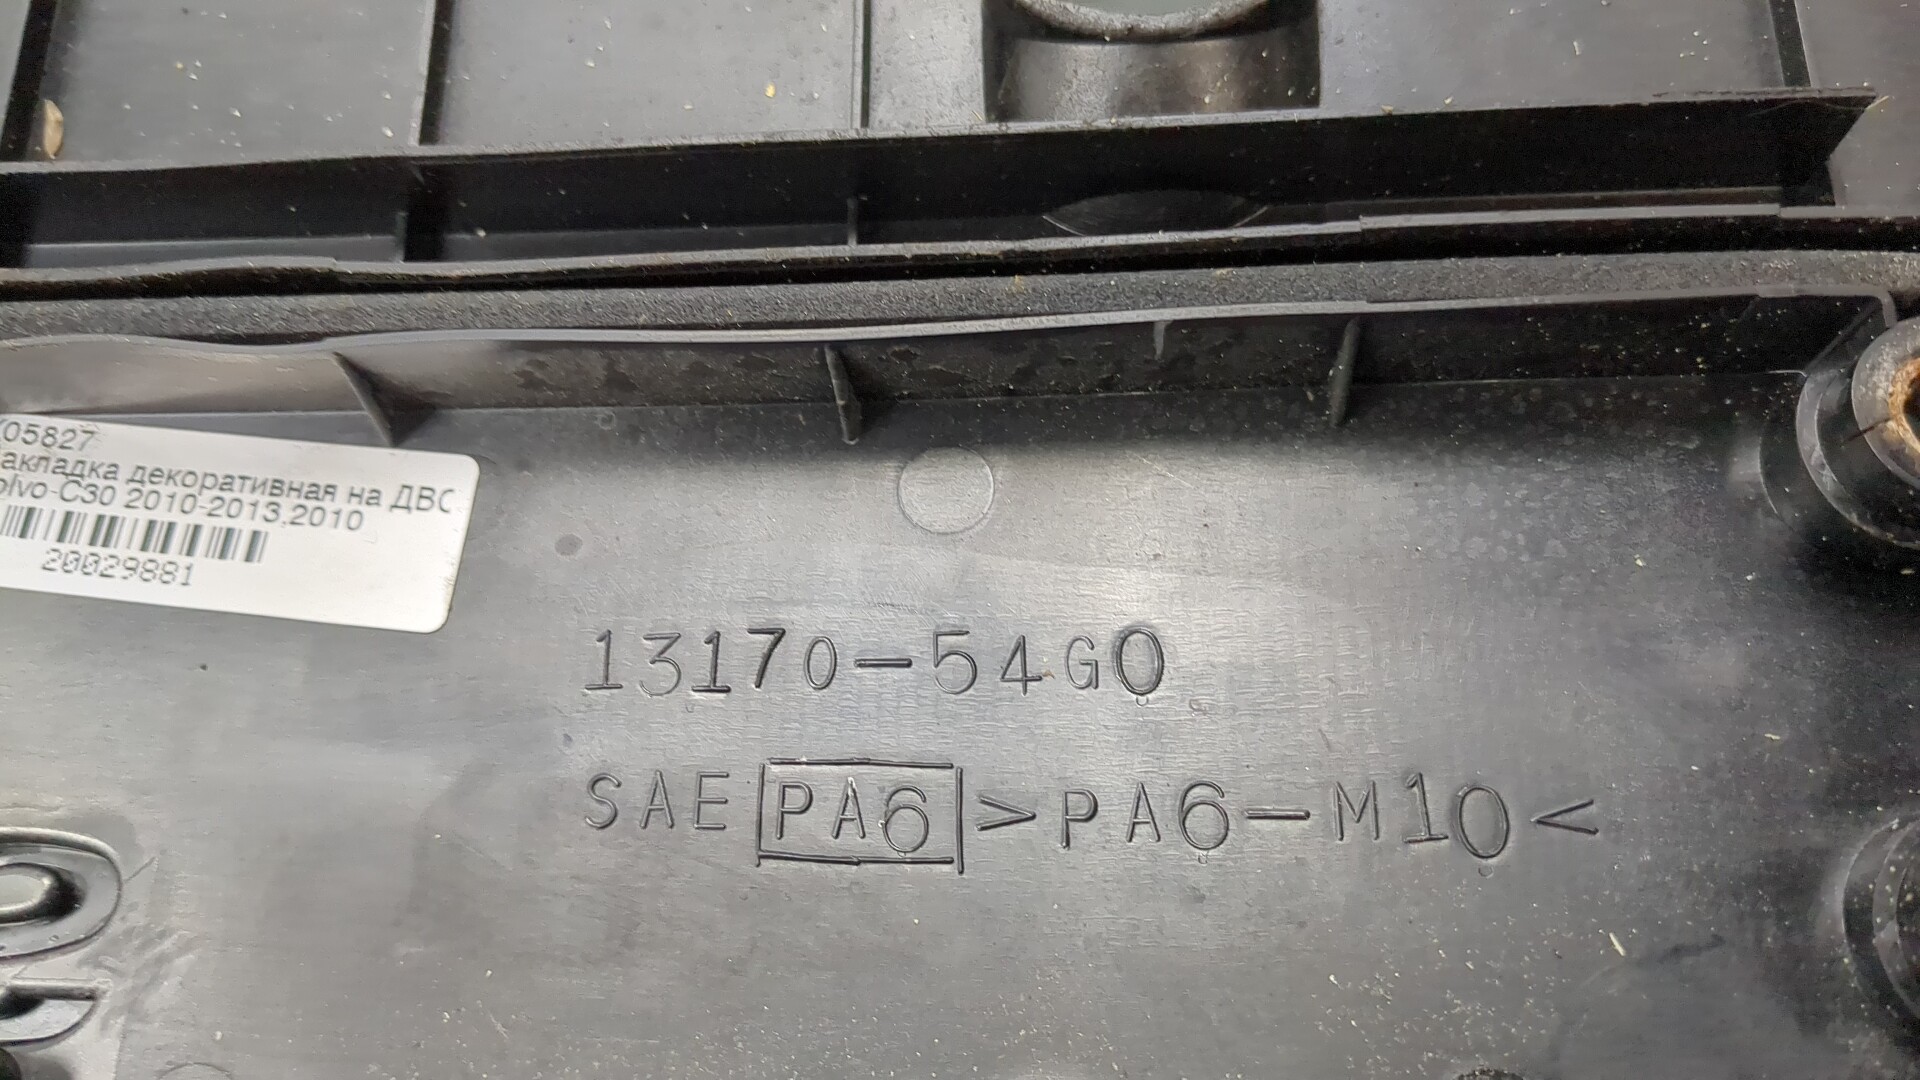 05827
акладка декоративная на ДВС
olvo-C30 2010-2013,2010
20029881
13170-54G0
SAE PA6 >PA6-M10<